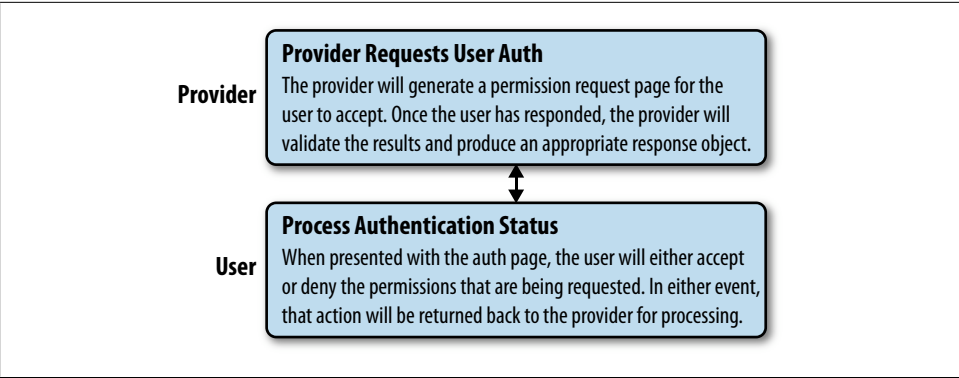 Provider Requests User Auth
Provider
The provider will generate a permission request page for the
user to accept. Once the user has responded, the provider will
validate the results and produce an appropriate response object.
Process Authentication Status
User
When presented with the auth page, the user will either accept
or deny the permissions that are being requested. In either event,
that action will be returned back to the provider for processing.